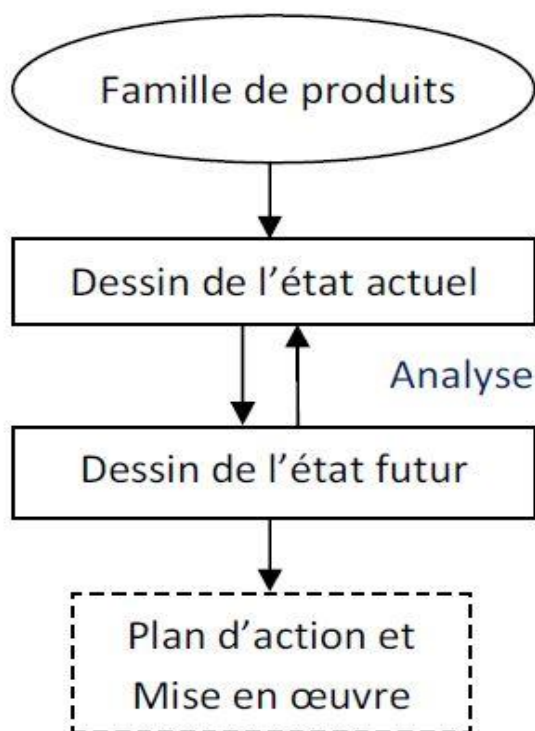 Famille de produits
Dessin de l’état actuel
Analyse
Dessin de l’état futur
Plan d’action et
Mise en œuvre